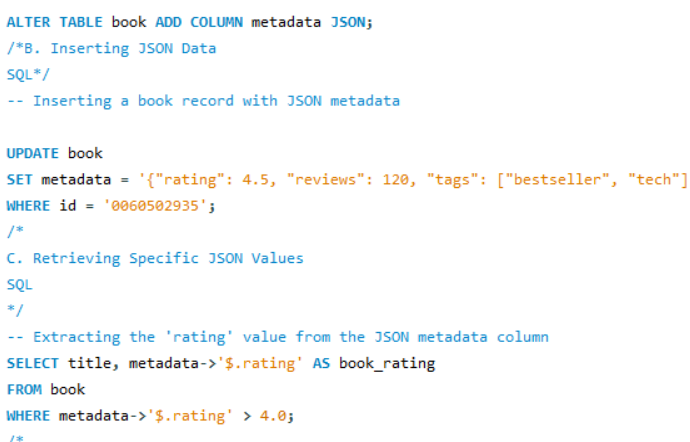 ALTER TABLE book ADD COLUMN metadata JSON;
/*B. Inserting JSON Data
SQL*/
-- Inserting a book record with JSON metadata
UPDATE book
SET metadata = '{"rating": 4.5, "reviews": 120, "tags": ["bestseller", "tech"]
WHERE id = '0060502935';
/*
C. Retrieving Specific JSON Values
SQL
*/
-- Extracting the 'rating' value from the JSON metadata column
SELECT title, metadata->'$.rating' AS book_rating
FROM book
WHERE metadata->'$.rating' > 4.0;
/*